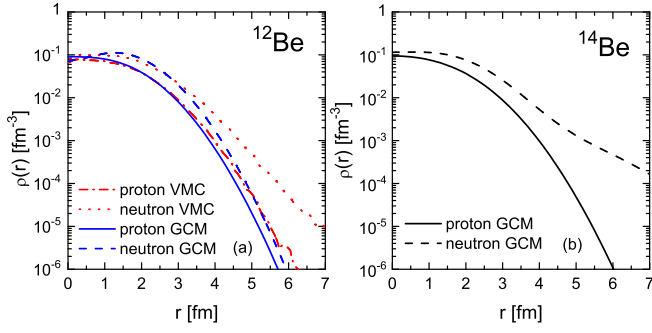 ¹²Be
¹⁴Be
10⁰
10⁻¹
10⁻²
10⁻³
10⁻⁴
10⁻⁵
10⁻⁶
ρ(r) [fm⁻³]
proton VMC
neutron VMC
proton GCM
neutron GCM
(a)
0 1 2 3 4 5 6 7
r [fm]
10⁰
10⁻¹
10⁻²
10⁻³
10⁻⁴
10⁻⁵
10⁻⁶
ρ(r) [fm⁻³]
proton GCM
neutron GCM
(b)
0 1 2 3 4 5 6 7
r [fm]